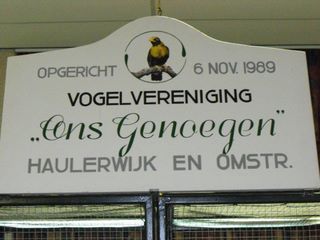 OPGERICHT 6 NOV. 1989
VOGELVERENIGING
„Ons Genoegen"
HAULERWIJK EN OMSTR.